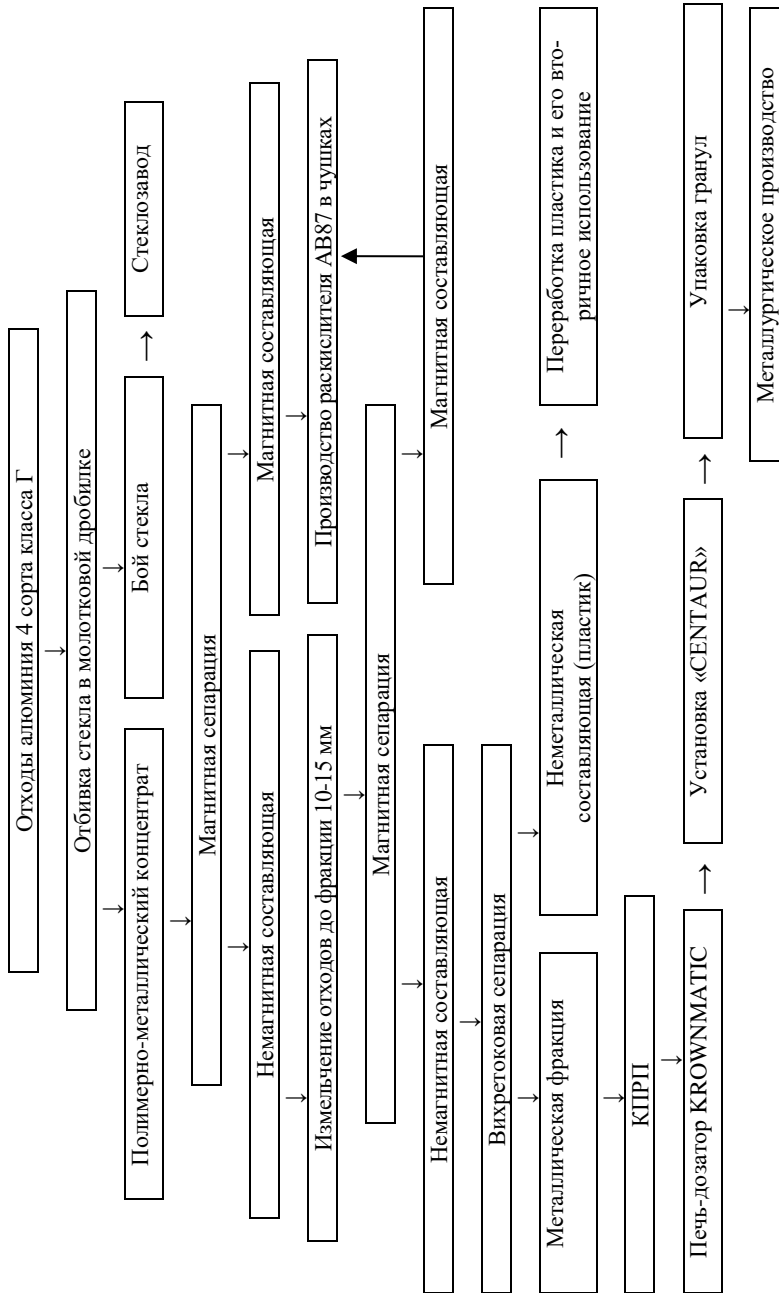 Отходы алюминия 4 сорта класса Г
↓
Отбивка стекла в молотковой дробилке
↓ ↓
Полимерно-металлический концентрат
Бой стекла
→
Стеклозавод
↓
Магнитная сепарация
↓ ↓
Немагнитная составляющая
Магнитная составляющая
↓ ↓
Измельчение отходов до фракции 10-15 мм
Производство раскислителя АВ87 в чушках
↓
Магнитная сепарация
↓ ↓
Немагнитная составляющая
Магнитная составляющая
↓
Вихретоковая сепарация
↓ ↓
Металлическая фракция
Неметаллическая
составляющая (пластик)
→
Переработка пластика и его вто-
ричное использование
↓
КПРП
↓
Печь-дозатор KROWNMATIC
→
Установка «CENTAUR»
→
Упаковка гранул
↓
Металлургическое производство